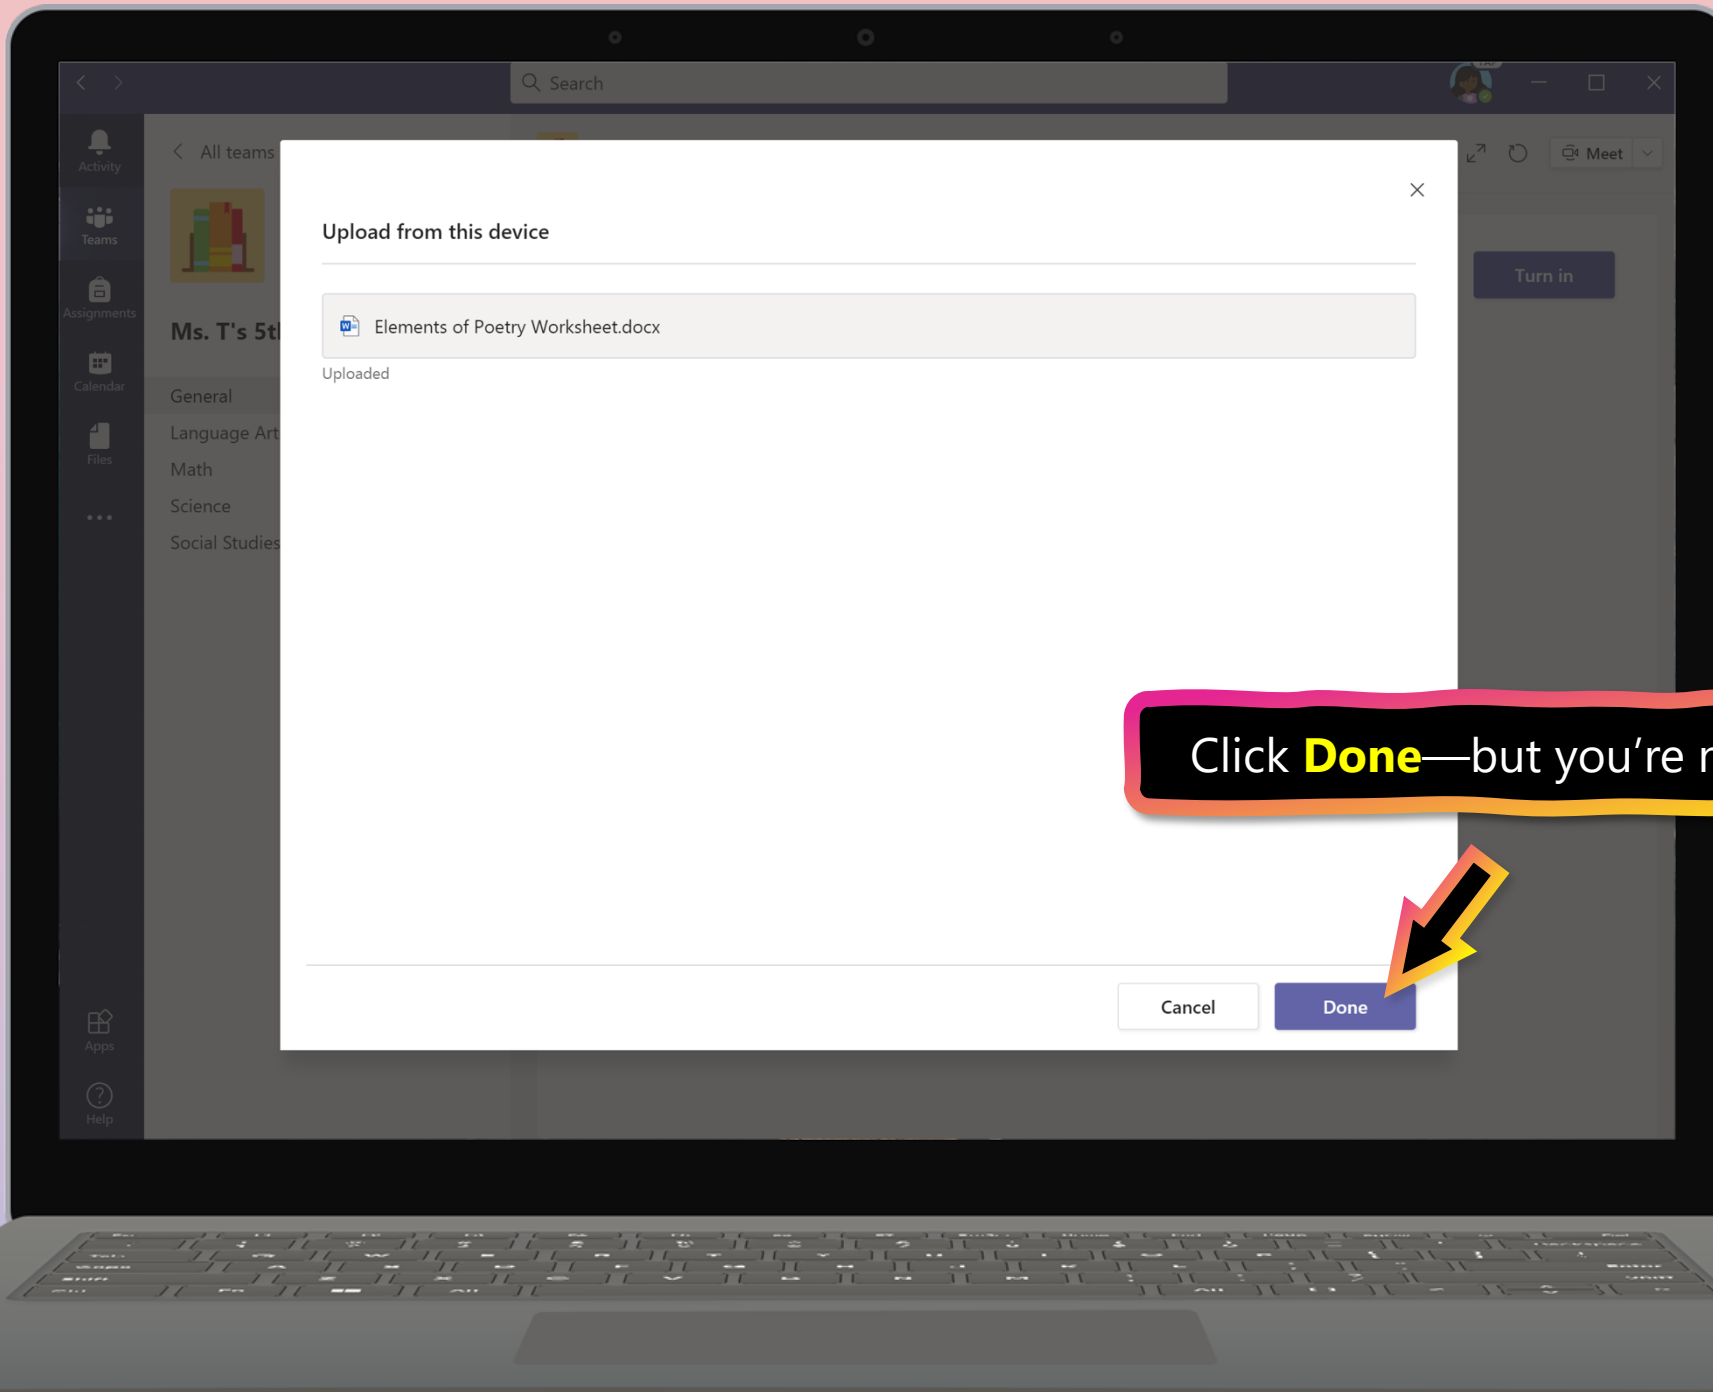 Search
Activity
Teams
Assignments
Calendar
Files
Apps
Help
All teams
Ms. T's 5th
General
Language Art
Math
Science
Social Studies
Meet
Turn in
Upload from this device
Elements of Poetry Worksheet.docx
Uploaded
Click Done—but you're
Cancel
Done